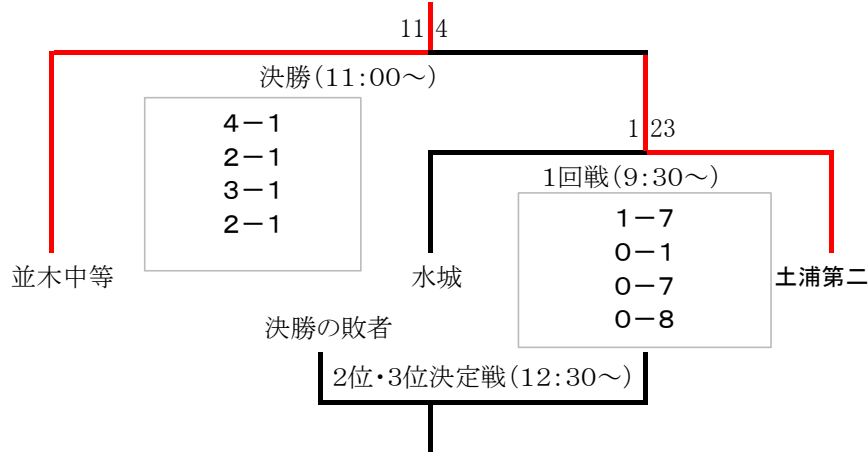 11 4
決勝(11:00～)
4－1
2－1
3－1
2－1
1 23
1回戦(9:30～)
1－7
0－1
0－7
0－8
並木中等
水城
土浦第二
決勝の敗者
2位・3位決定戦(12:30～)